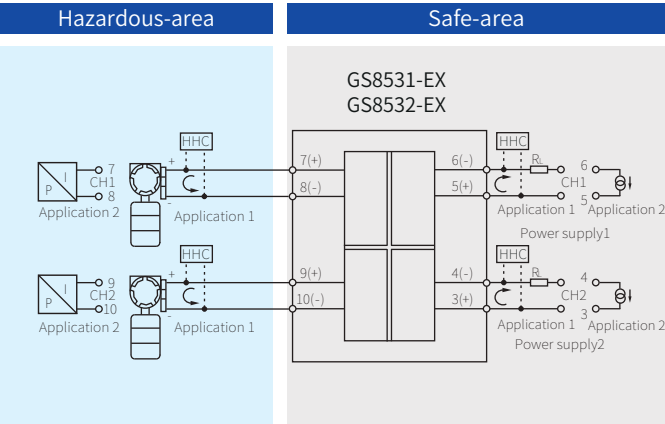 Hazardous-area
Safe-area
GS8531-EX
GS8532-EX
HHC
HHC
+
7(+)
6(-)
RL
6
7
I
P
CH1
8
8(-)
5(+)
CH1
5
-
Application 2
Application 1
Application 1
Application 2
Power supply1
HHC
HHC
+
9(+)
4(-)
RL
4
9
I
P
CH2
10
10(-)
3(+)
CH2
3
-
Application 2
Application 1
Application 1
Application 2
Power supply2